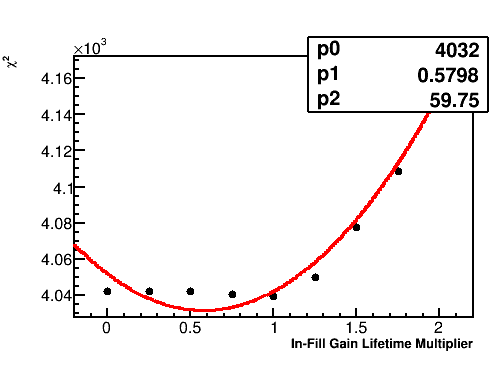 ×10³
χ²
p0 4032
p1 0.5798
p2 59.75
4.16
4.14
4.12
4.1
4.08
4.06
4.04
0 0.5 1 1.5 2
In-Fill Gain Lifetime Multiplier